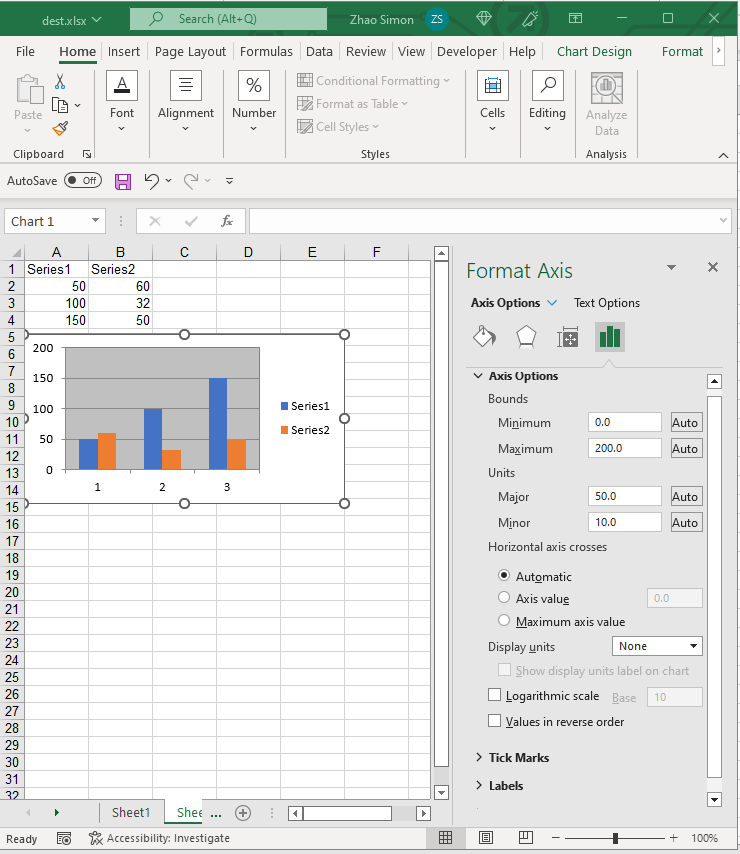 dest.xlsx
Search (Alt+Q)
Zhao Simon ZS
File Home Insert Page Layout Formulas Data Review View Developer Help Chart Design Format
Paste
Clipboard
Font
Alignment
%
Number
Conditional Formatting
Format as Table
Cell Styles
Styles
Cells
Editing
Analyze
Data
Analysis
AutoSave Off
Chart 1
fx
A B C D E F
1 Series1 Series2
2 50 60
3 100 32
4 150 50
5
6
7
8
9
10
11
12
13
14
15
16
17
18
19
20
21
22
23
24
25
26
27
28
29
30
31
32
200
150
100
50
0
1 2 3
Series1
Series2
Format Axis
Axis Options Text Options
Axis Options
Bounds
Minimum 0.0 Auto
Maximum 200.0 Auto
Units
Major 50.0 Auto
Minor 10.0 Auto
Horizontal axis crosses
Automatic
Axis value 0.0
Maximum axis value
Display units None
Show display units label on chart
Logarithmic scale Base 10
Values in reverse order
Tick Marks
Labels
Sheet1 Shee ...
Ready Accessibility: Investigate 100%